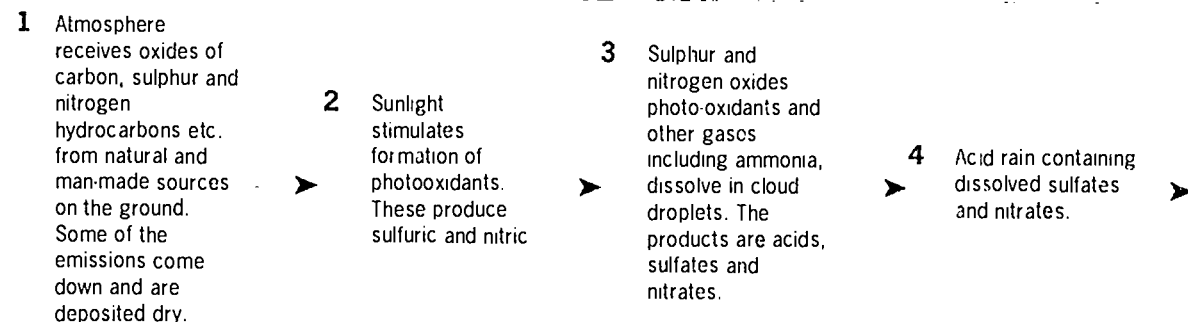 1 Atmosphere
receives oxides of
carbon, sulphur and
nitrogen
hydrocarbons etc.
from natural and
man-made sources
on the ground.
Some of the
emissions come
down and are
deposited dry.
2 Sunlight
stimulates
formation of
photooxidants.
These produce
sulfuric and nitric
3 Sulphur and
nitrogen oxides
photo-oxidants and
other gases
including ammonia,
dissolve in cloud
droplets. The
products are acids,
sulfates and
nitrates.
4 Acid rain containing
dissolved sulfates
and nitrates.